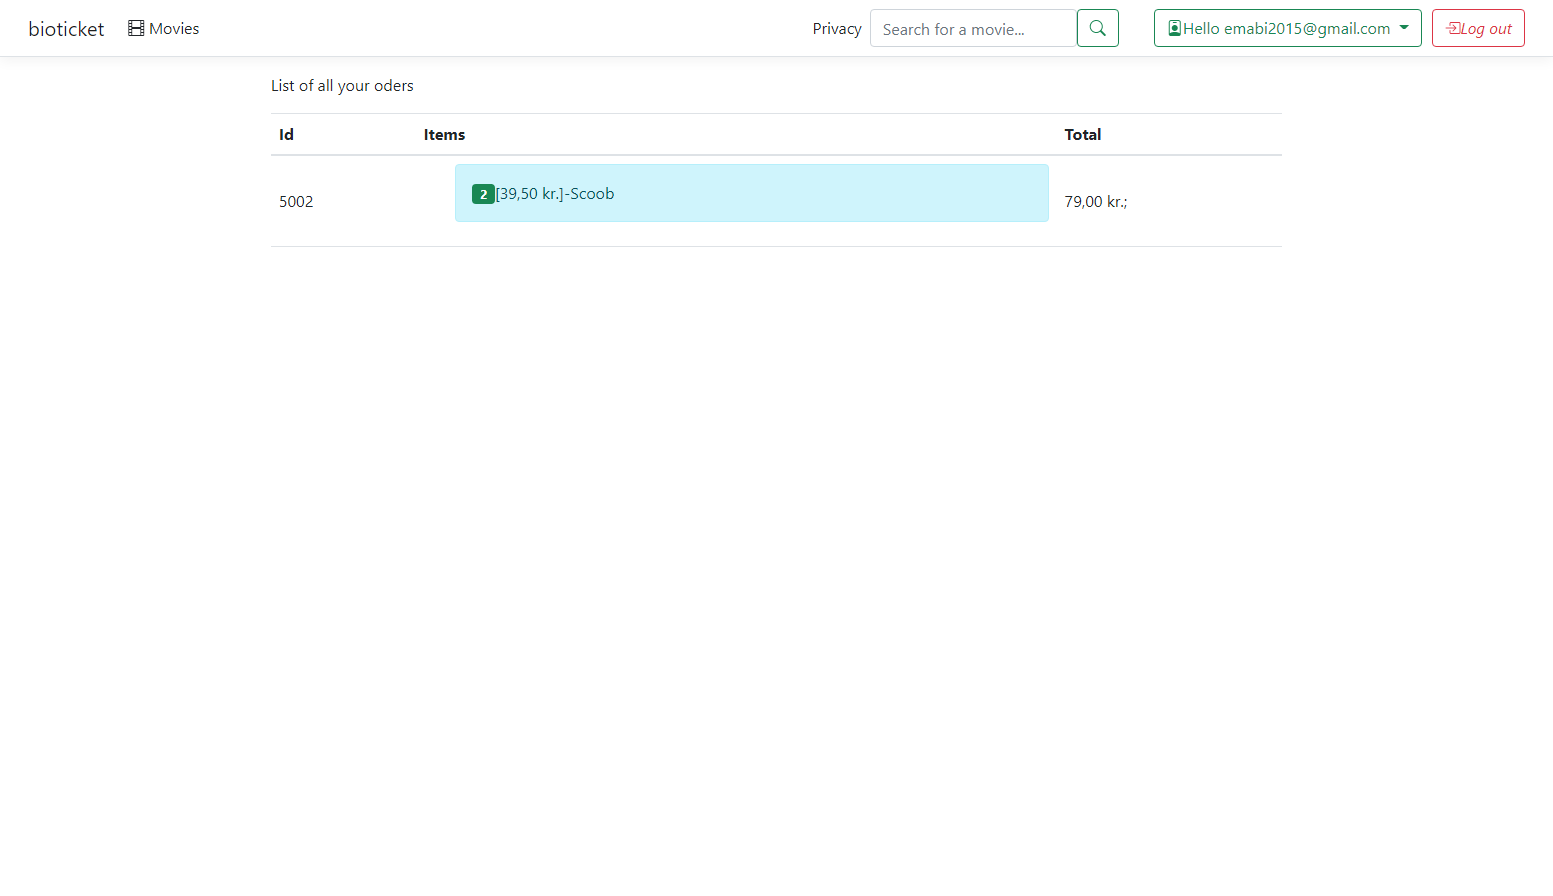 bioticket Movies Privacy Search for a movie... Hello emabi2015@gmail.com Log out
List of all your oders
Id Items Total
5002 2 [39,50 kr.]-Scoob 79,00 kr.;